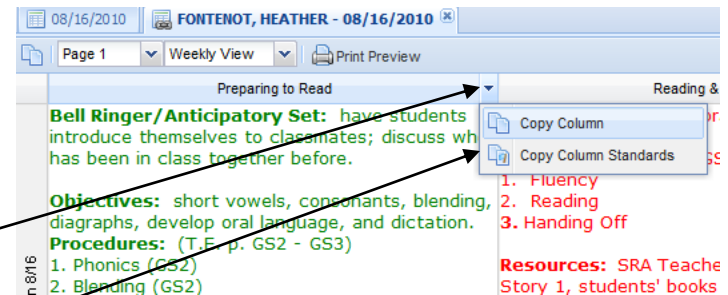 08/16/2010 FONTENOT, HEATHER - 08/16/2010
Page 1 Weekly View Print Preview
Preparing to Read Reading &
Bell Ringer/Anticipatory Set: have students
introduce themselves to classmates; discuss
has been in class together before.
Objectives: short vowels, consonants, blending,
diagraphs, develop oral language, and dictation.
Procedures: (T.E. p. GS2 - GS3)
1. Phonics (GS2)
2. Blending (GS2)
8/16
Copy Column
Copy Column Standards
1. Fluency
2. Reading
3. Handing Off
Resources: SRA
Story 1, students' books